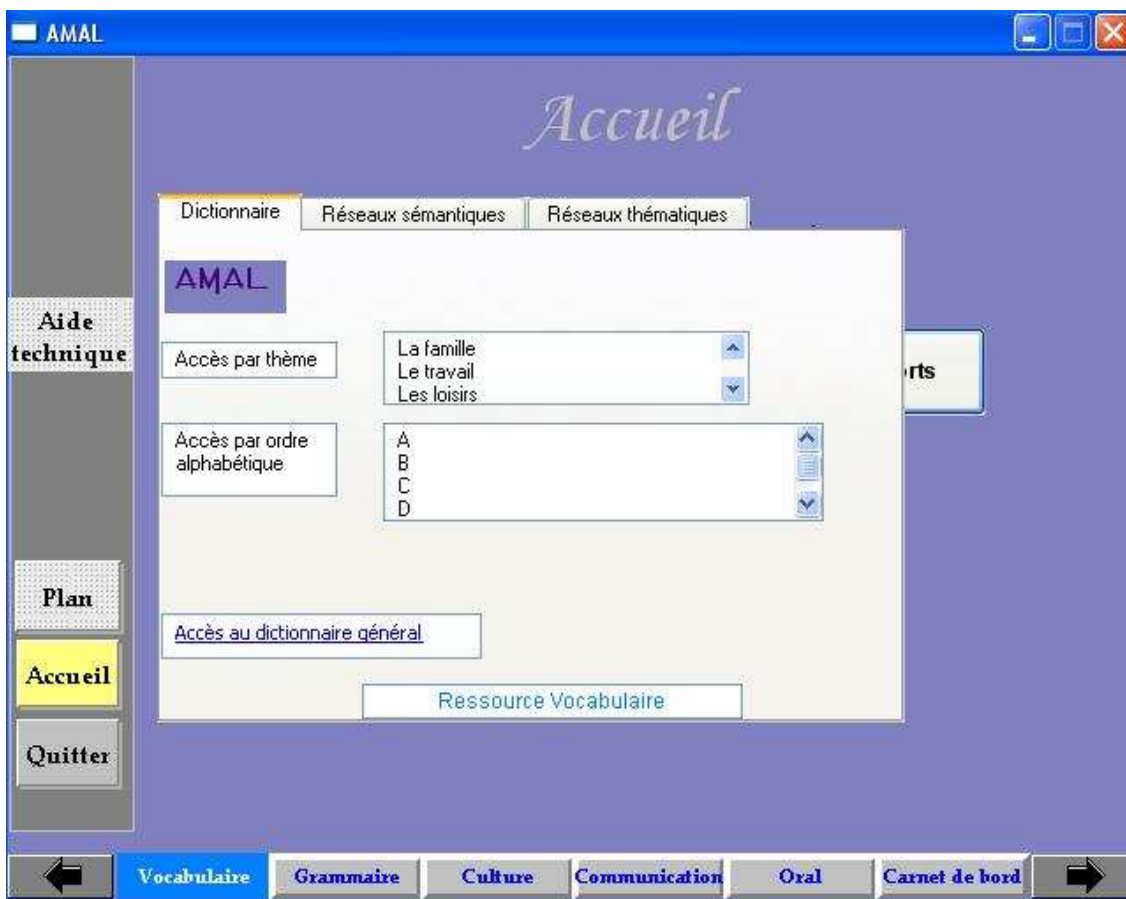 AMAL
Accueil
Dictionnaire
Réseaux sémantiques
Réseaux thématiques
AMAL
Aide
technique
Accès par thème
La famille
Le travail
Les loisirs
rts
Accès par ordre
alphabétique
A
B
C
D
Plan
Accès au dictionnaire général
Accueil
Ressource Vocabulaire
Quitter
Vocabulaire
Grammaire
Culture
Communication
Oral
Carnet de bord